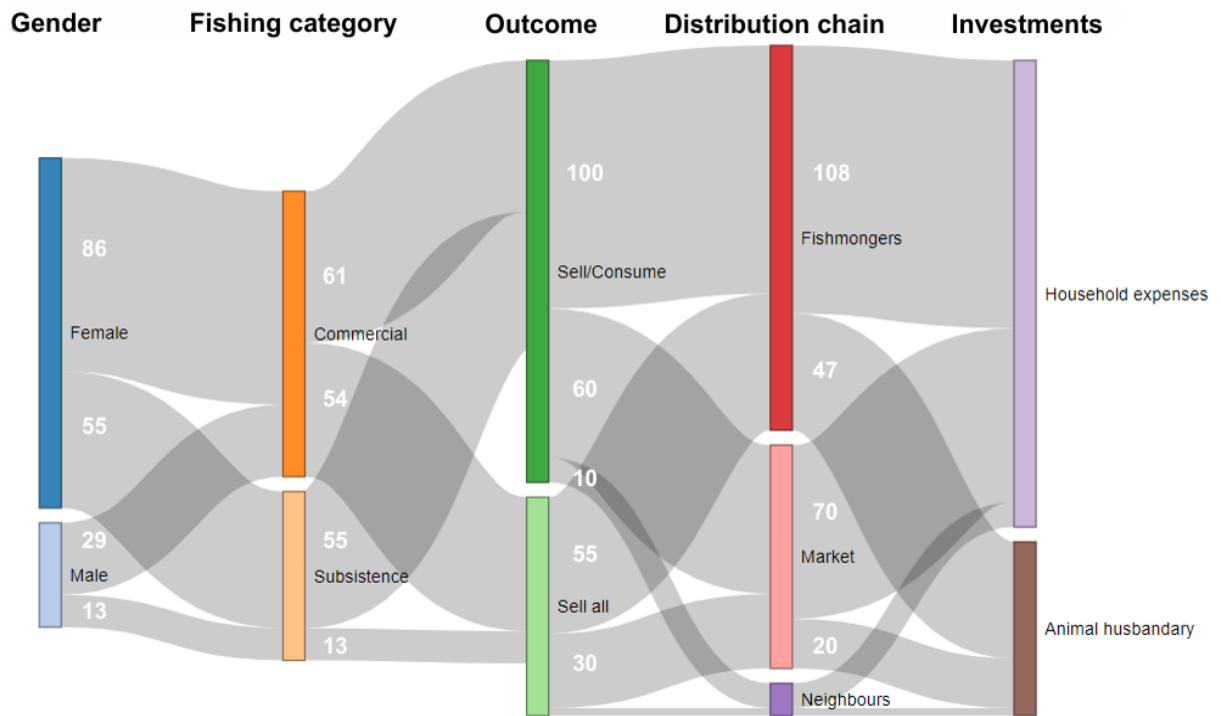 Gender Fishing category Outcome Distribution chain Investments
86
Female
55
29
Male
13
61
Commercial
54
55
Subsistence
13
100
Sell/Consume
60
10
55
Sell all
30
108
Fishmongers
47
70
Market
20
Neighbours
Household expenses
Animal husbandary